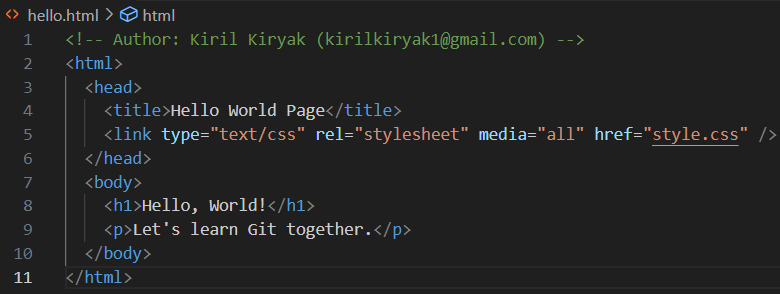 hello.html > html
1 <!-- Author: Kiril Kiryak (kirilkiryak1@gmail.com) -->
2 <html>
3   <head>
4     <title>Hello World Page</title>
5     <link type="text/css" rel="stylesheet" media="all" href="style.css" />
6   </head>
7   <body>
8     <h1>Hello, World!</h1>
9     <p>Let's learn Git together.</p>
10   </body>
11 </html>